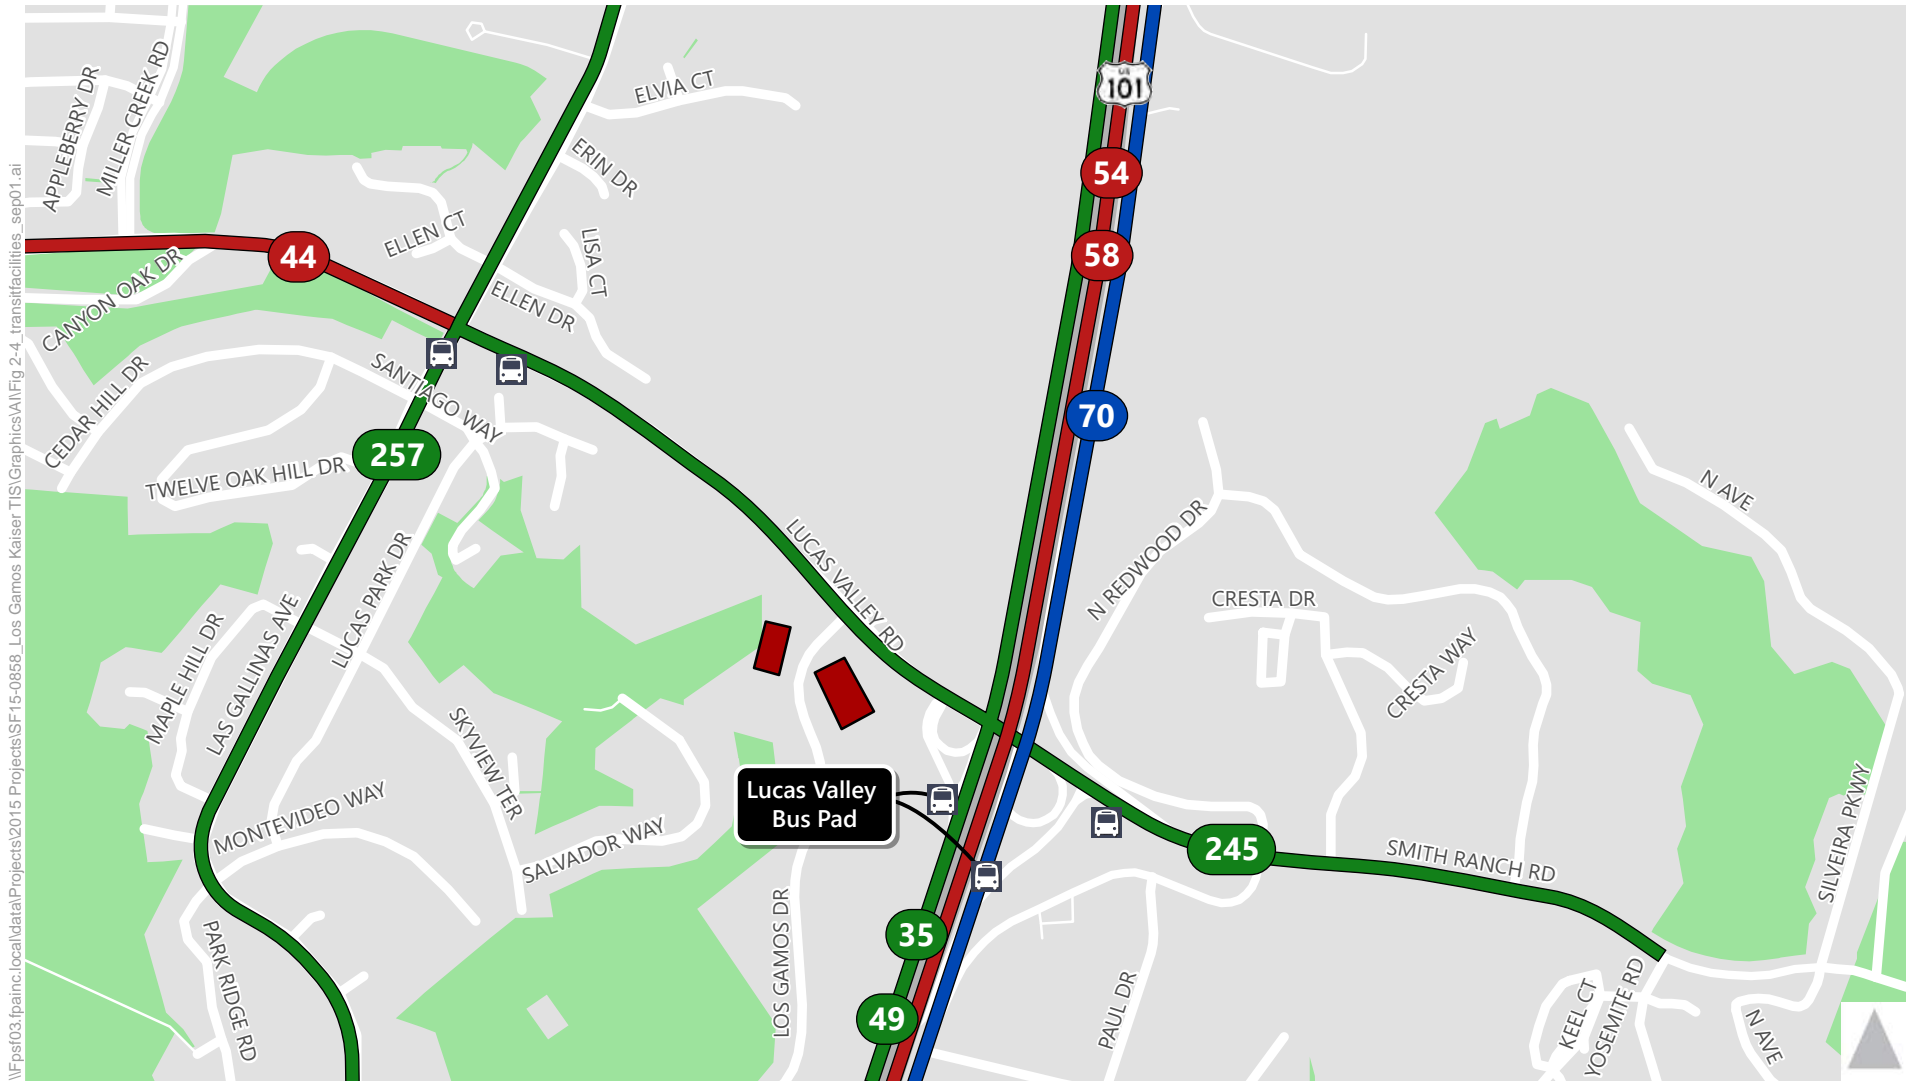 \\Fpsf03.fpainc.local\data\Projects\2015 Projects\SF15-0858_Los Gamos Kaiser TIS\Graphics\AI\Fig 2-4_transitfacilities_sep01.ai
APPLEBERRY DR
MILLER CREEK RD
ELVIA CT
US
101
ERIN DR
54
ELLEN CT
LISA CT
44
58
CANYON OAK DR
ELLEN DR
SANTIAGO WAY
CEDAR HILL DR
70
257
TWELVE OAK HILL DR
N AVE
LUCAS VALLEY RD
N REDWOOD DR
LUCAS PARK DR
CRESTA DR
MAPLE HILL DR
LAS GALLINAS AVE
CRESTA WAY
SKYVIEW TER
Lucas Valley
Bus Pad
MONTEVIDEO WAY
SALVADOR WAY
245
SMITH RANCH RD
SILVEIRA PKWY
35
LOS GAMOS DR
PARK RIDGE RD
49
PAUL DR
KEEL CT
YOSEMITE RD
N AVE